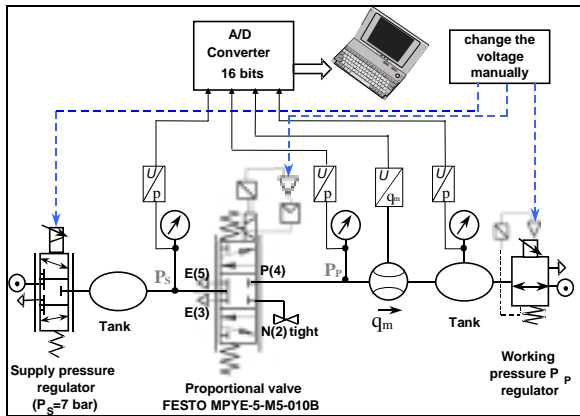 A/D
Converter
16 bits
change the
voltage
manually
U
p
U
p
U
qm
U
p
PS
E(5)
P(4)
PP
E(3)
N(2) tight
Tank
qm
Tank
Supply pressure
regulator
(PS=7 bar)
Proportional valve
FESTO MPYE-5-M5-010B
Working
pressure PP
regulator